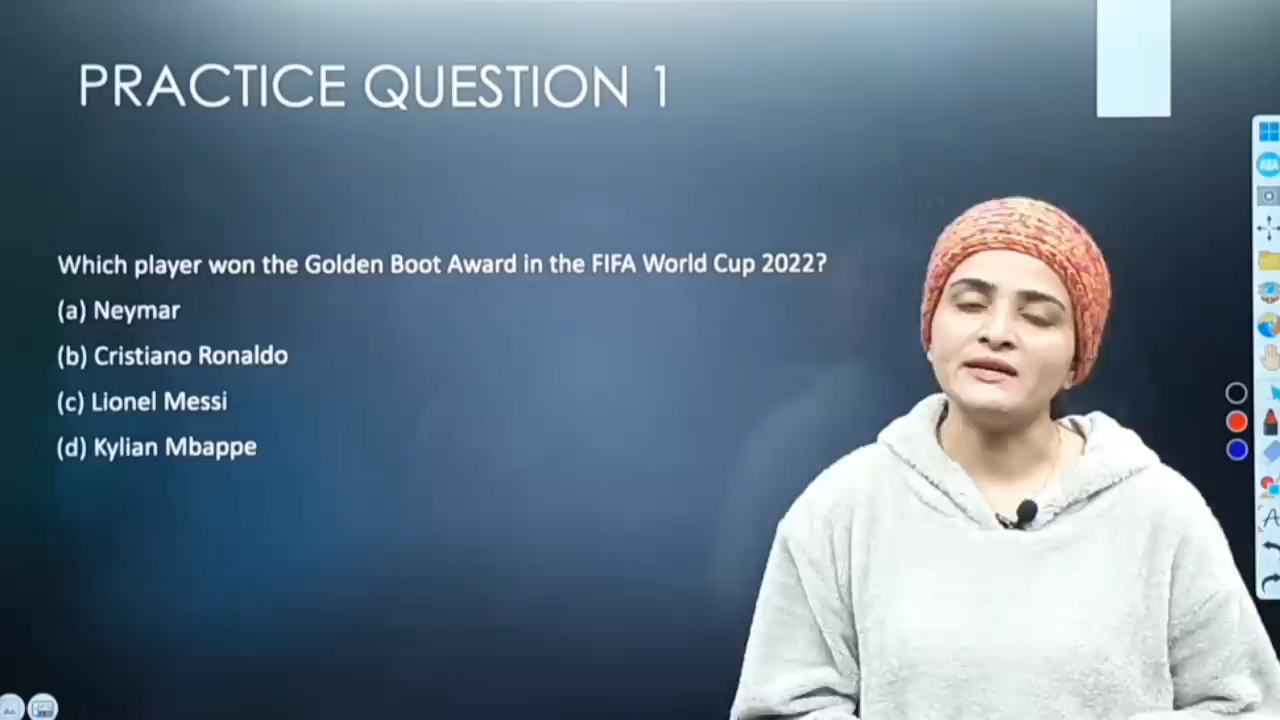 PRACTICE QUESTION 1
Which player won the Golden Boot Award in the FIFA World Cup 2022?
(a) Neymar
(b) Cristiano Ronaldo
(c) Lionel Messi
(d) Kylian Mbappe